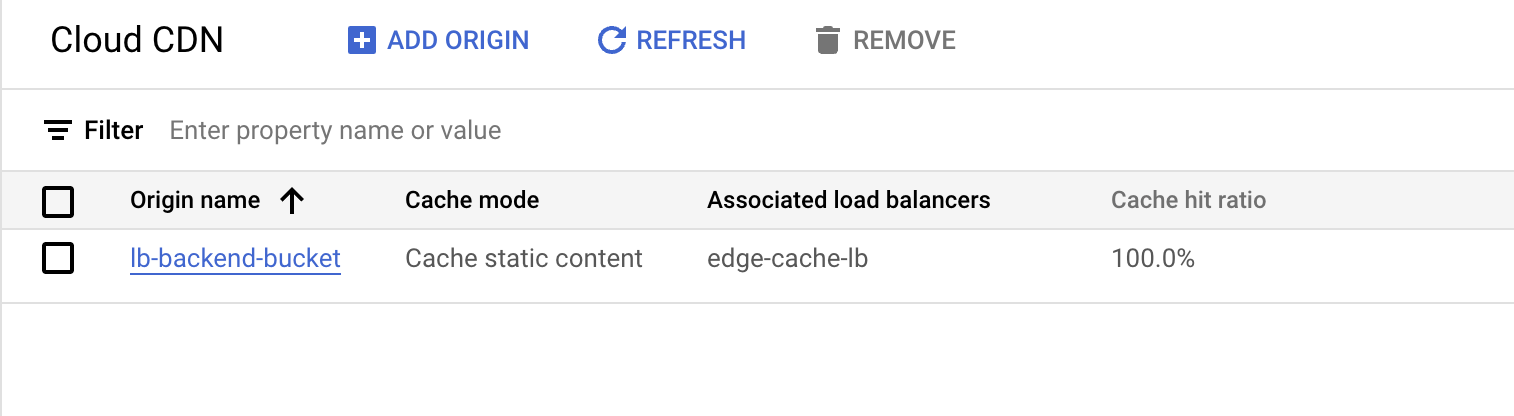 Cloud CDN ADD ORIGIN REFRESH REMOVE
Filter Enter property name or value
Origin name Cache mode Associated load balancers Cache hit ratio
lb-backend-bucket Cache static content edge-cache-lb 100.0%